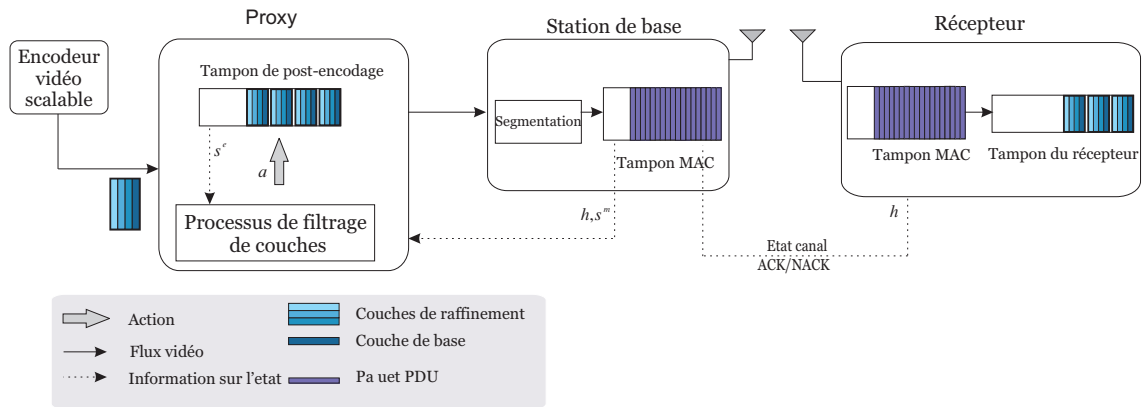 Proxy
Station de base
Récepteur
Encodeur
vidéo
scalable
Tampon de post-encodage
s^e
a
Processus de filtrage
de couches
Segmentation
Tampon MAC
h,s^m
Tampon MAC
Tampon du récepteur
h
Etat canal
ACK/NACK
Action
Flux vidéo
Information sur l'etat
Couches de raffinement
Couche de base
Pa uet PDU